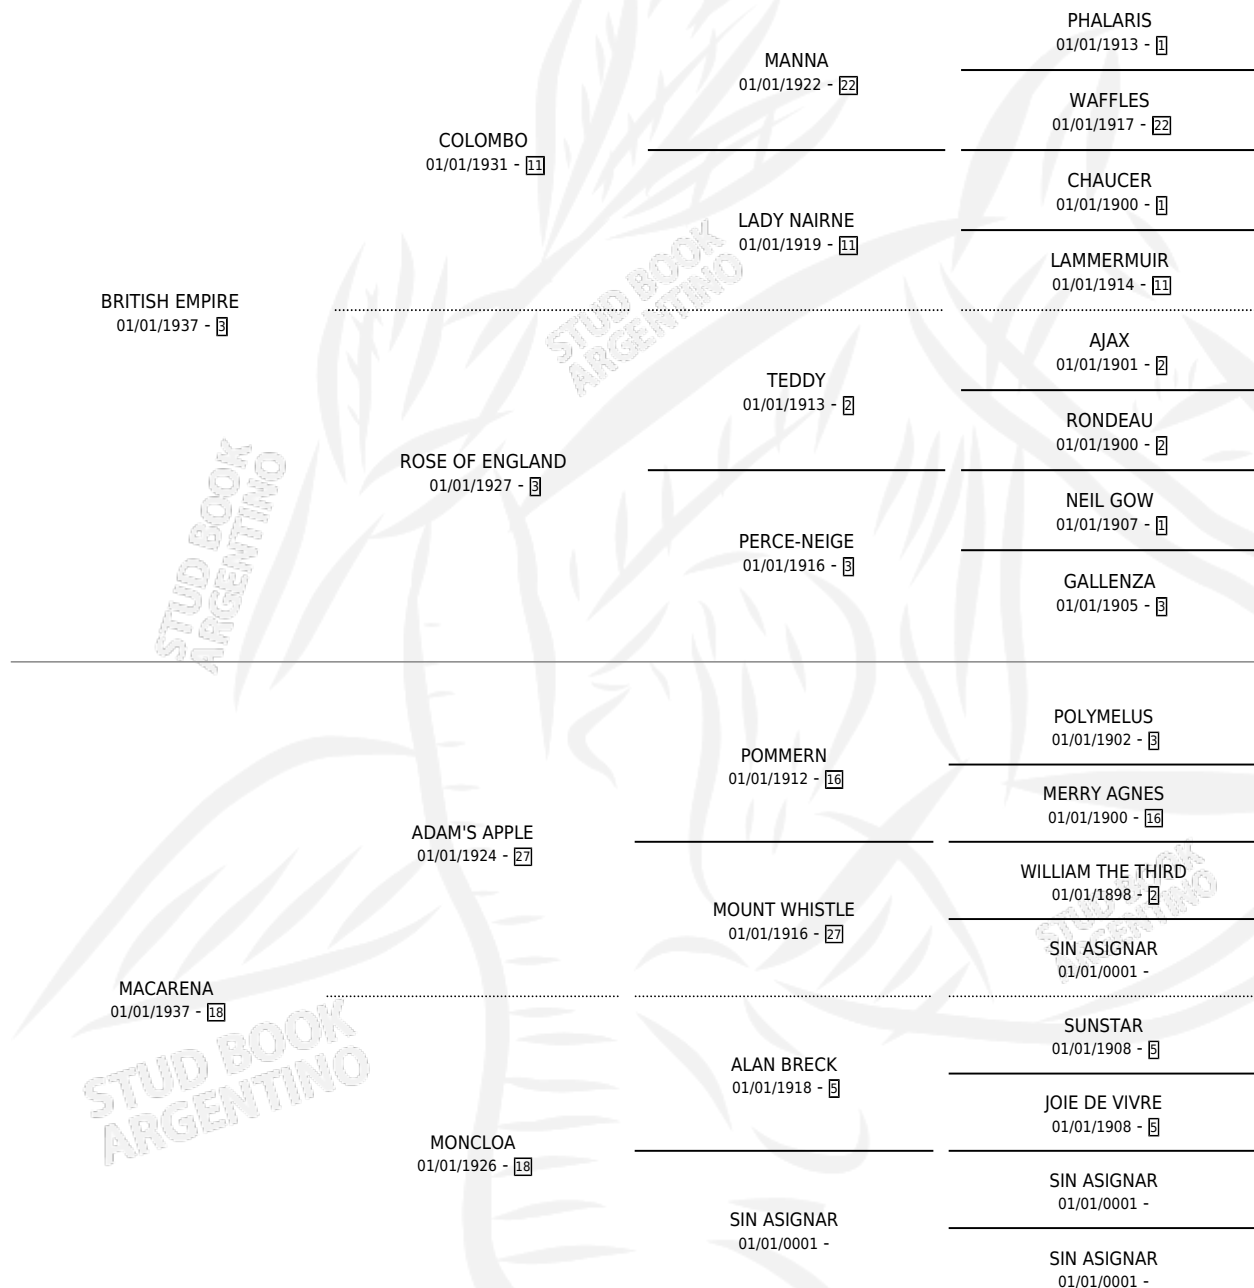 PHALARIS
01/01/1913 - 1
MANNA
01/01/1922 - 22
WAFFLES
01/01/1917 - 22
COLOMBO
01/01/1931 - 11
CHAUCER
01/01/1900 - 1
LADY NAIRNE
01/01/1919 - 11
LAMMERMUIR
01/01/1914 - 11
BRITISH EMPIRE
01/01/1937 - 3
AJAX
01/01/1901 - 2
TEDDY
01/01/1913 - 2
RONDEAU
01/01/1900 - 2
ROSE OF ENGLAND
01/01/1927 - 3
NEIL GOW
01/01/1907 - 1
PERCE-NEIGE
01/01/1916 - 3
GALLENZA
01/01/1905 - 3
STUD BOOK
ARGENTINO
STUD BOOK
ARGENTINO
POLYMELUS
01/01/1902 - 3
POMMERN
01/01/1912 - 16
MERRY AGNES
01/01/1900 - 16
ADAM'S APPLE
01/01/1924 - 27
WILLIAM THE THIRD
01/01/1898 - 2
MOUNT WHISTLE
01/01/1916 - 27
SIN ASIGNAR
01/01/0001 -
STUD BOOK
ARGENTINO
MACARENA
01/01/1937 - 18
SUNSTAR
01/01/1908 - 5
ALAN BRECK
01/01/1918 - 5
JOIE DE VIVRE
01/01/1908 - 5
MONCLOA
01/01/1926 - 18
SIN ASIGNAR
01/01/0001 -
SIN ASIGNAR
01/01/0001 -
SIN ASIGNAR
01/01/0001 -
STUD BOOK
ARGENTINO